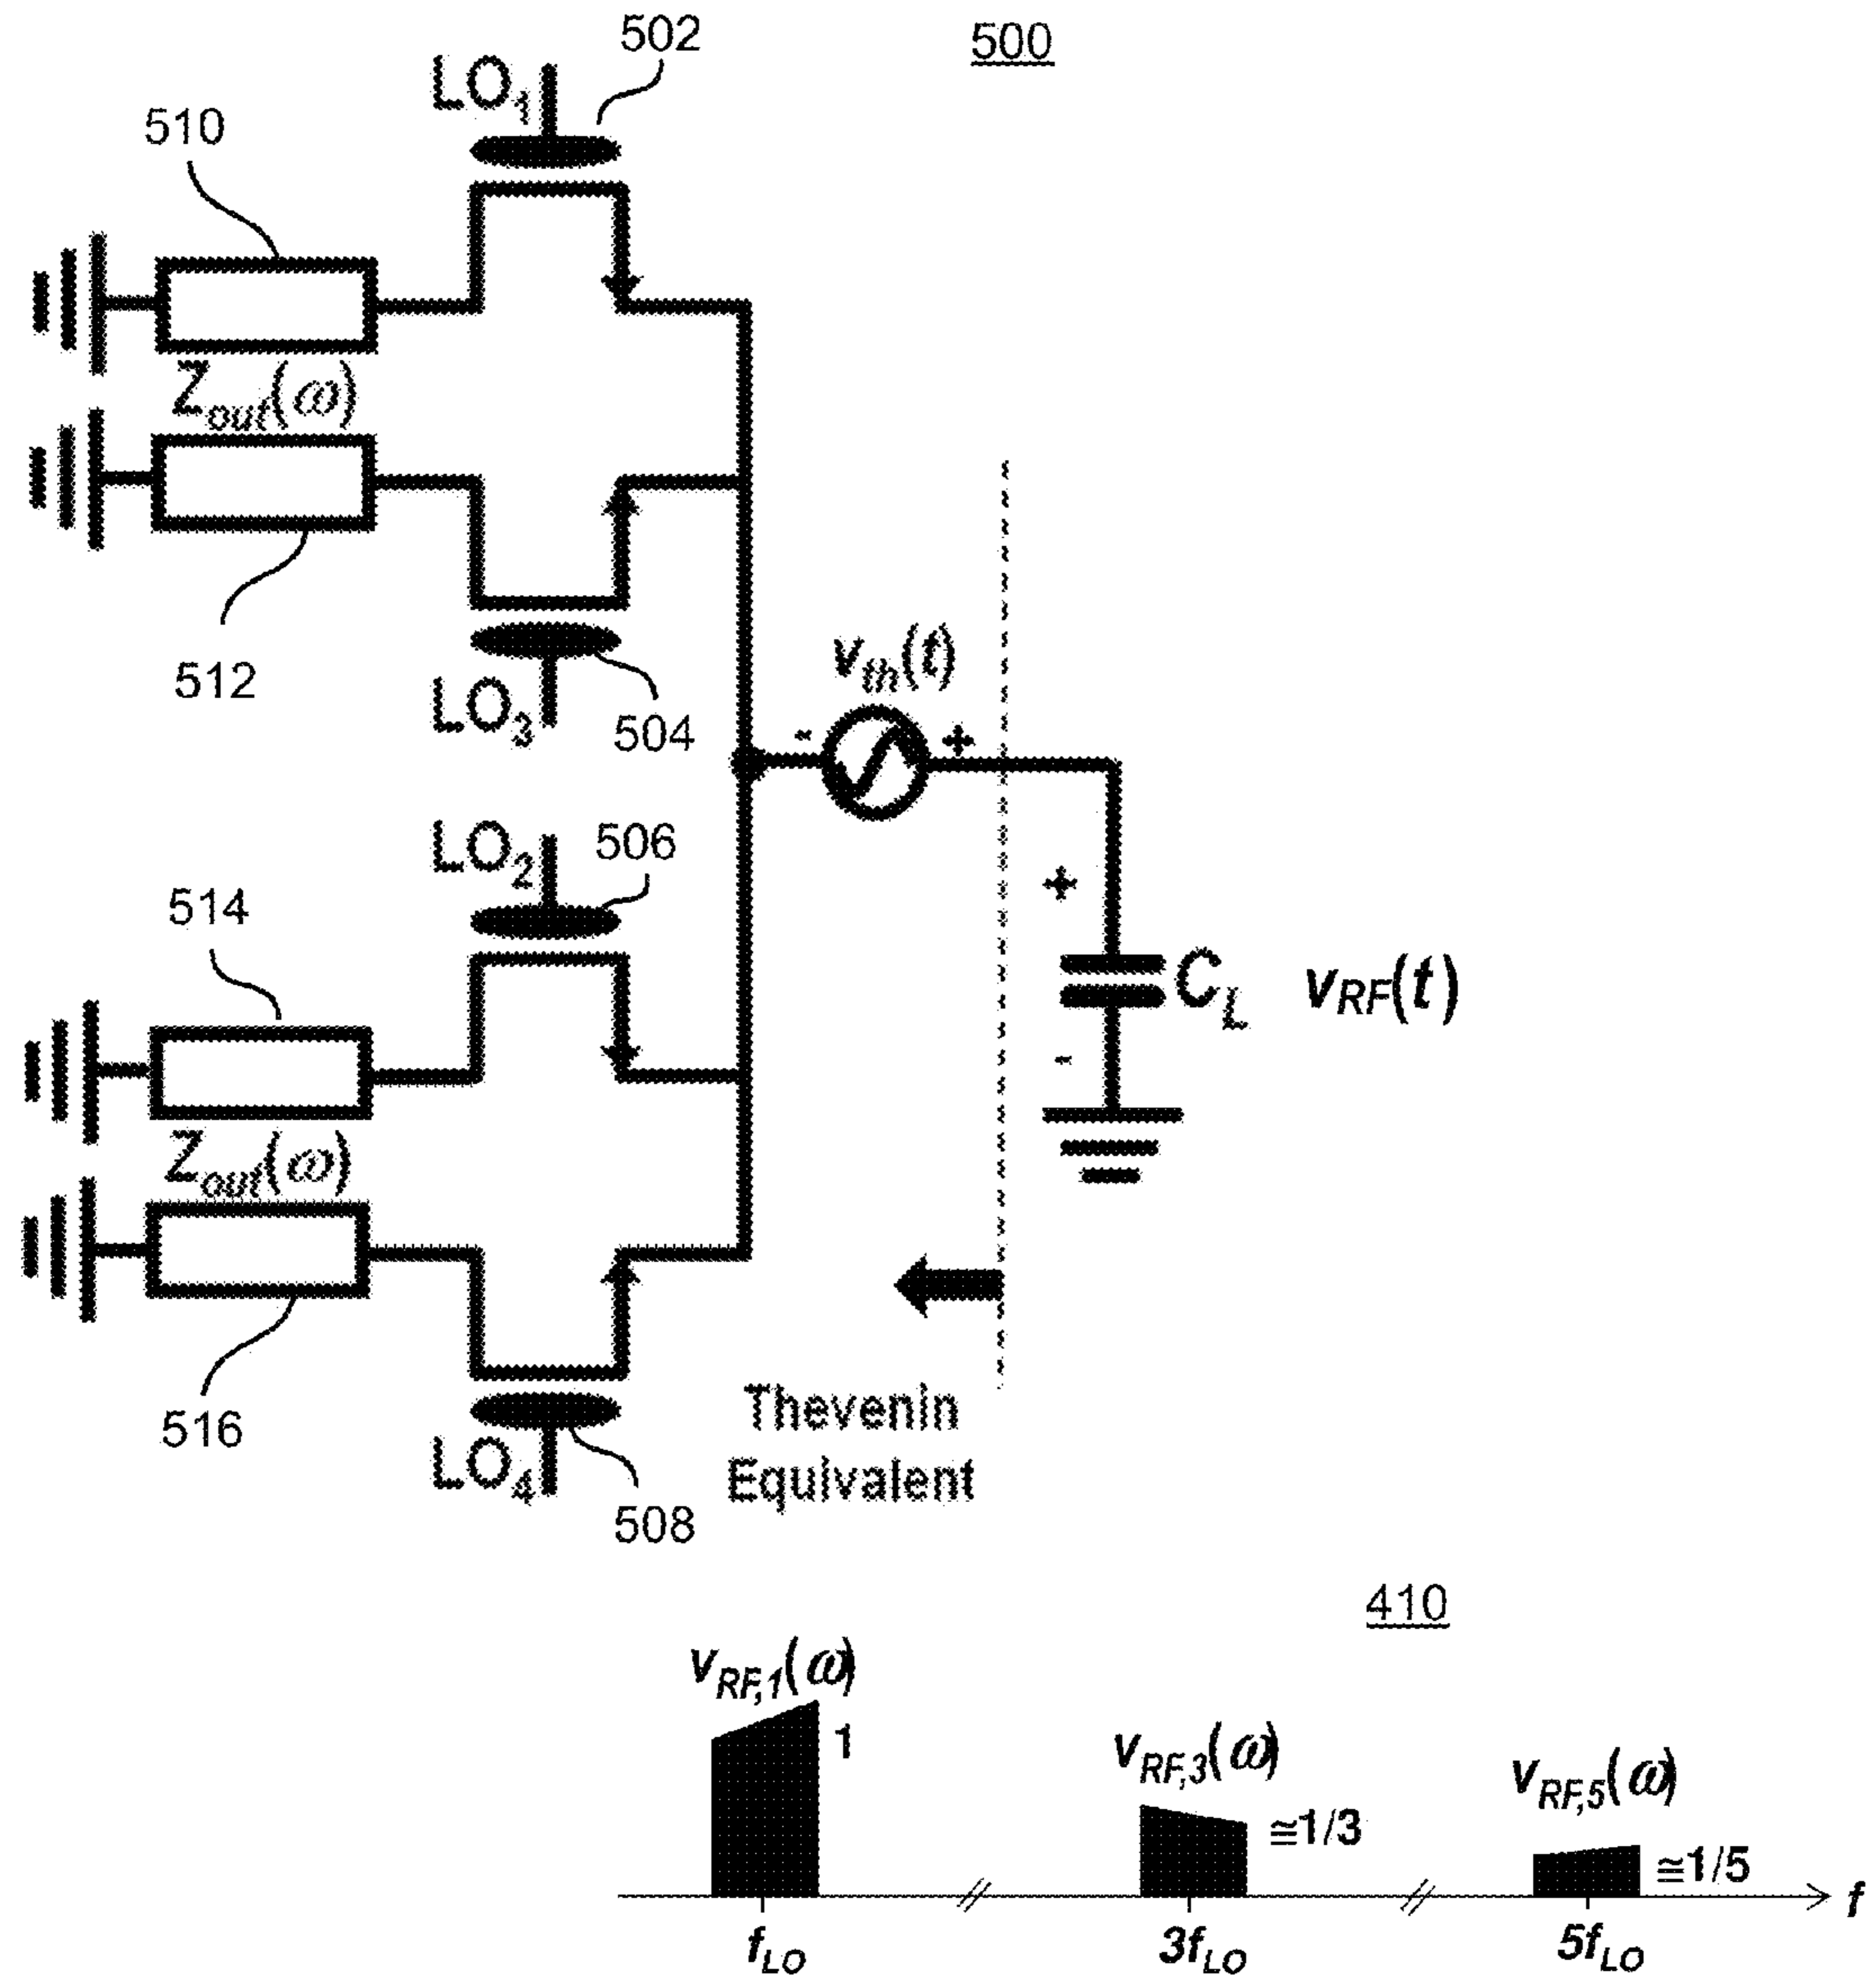 500
502
LO1
510
Zout(ω)
512
LO3
504
vth(t)
- +
LO2
506
514
+
CL vRF(t)
-
Zout(ω)
516
LO4
508
Thevenin
Equivalent
410
vRF,1(ω)
1
vRF,3(ω)
≅1/3
vRF,5(ω)
≅1/5
f
fLO 3fLO 5fLO